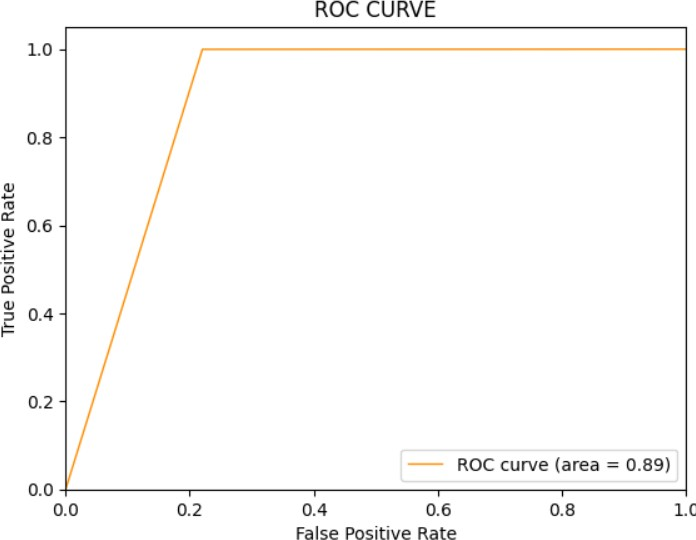 ROC CURVE
True Positive Rate
1.0
0.8
0.6
0.4
0.2
0.0
ROC curve (area = 0.89)
0.0 0.2 0.4 0.6 0.8 1.0
False Positive Rate